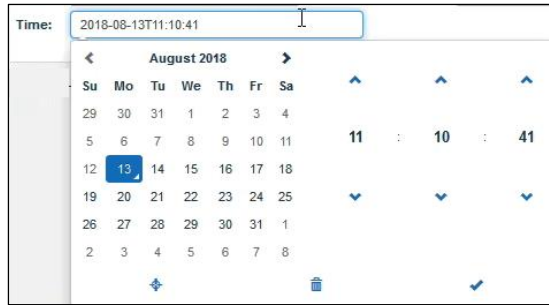 Time: 2018-08-13T11:10:41
August 2018
Su Mo Tu We Th Fr Sa
29 30 31 1 2 3 4
5 6 7 8 9 10 11
12 13 14 15 16 17 18
19 20 21 22 23 24 25
26 27 28 29 30 31 1
2 3 4 5 6 7 8
11 : 10 : 41